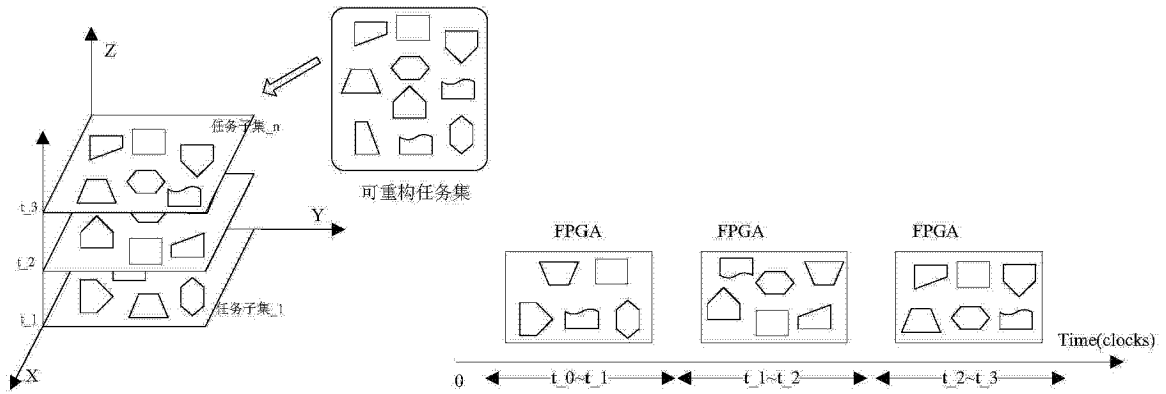 Z
任务子集_n
可重构任务集
t_3
Y
t_2
t_1
任务子集_1
X
FPGA
FPGA
FPGA
Time(clocks)
0
t_0~t_1
t_1~t_2
t_2~t_3